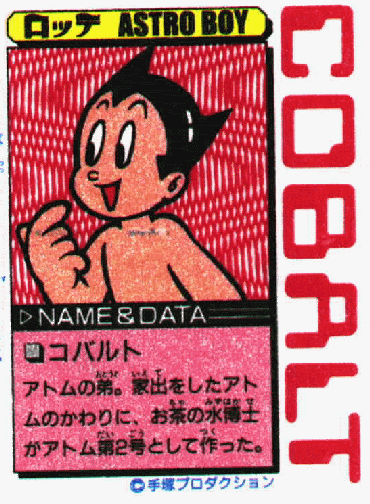 ロッテ ASTRO BOY
COBALT
▷NAME&DATA
コバルト
アトムの弟。家出をしたアト
ムのかわりに、お茶の水博士
がアトム第2号として作った。
©手塚プロダクション